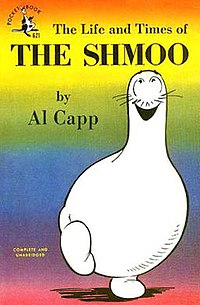 POCKET BOOK
621
The Life and Times of
THE SHMOO
by
Al Capp
COMPLETE AND
UNABRIDGED